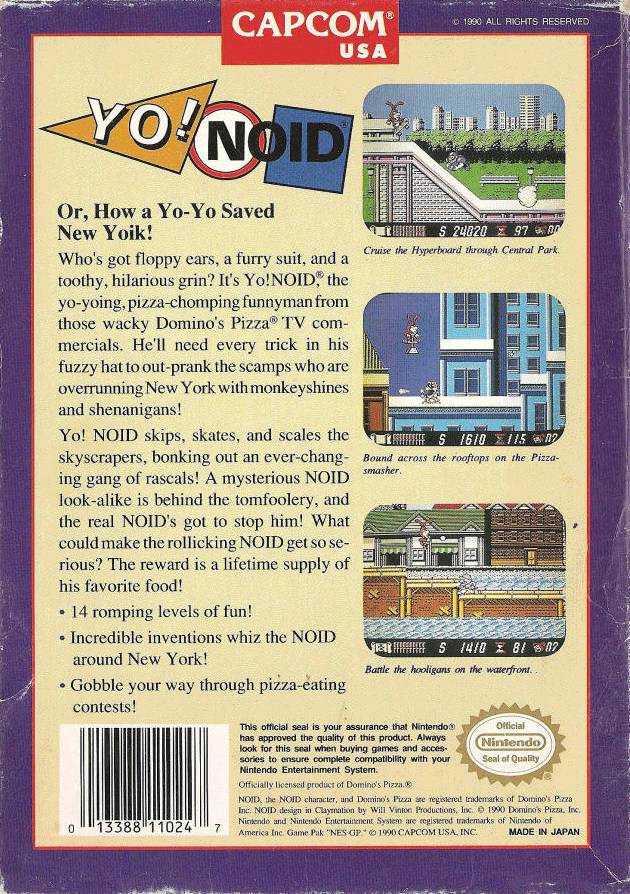 CAPCOM®
USA
© 1990 ALL RIGHTS RESERVED
YO! NOID®
Or, How a Yo-Yo Saved
New Yoik!
Who's got floppy ears, a furry suit, and a
toothy, hilarious grin? It's Yo!NOID,® the
yo-yoing, pizza-chomping funnyman from
those wacky Domino's Pizza® TV com-
mercials. He'll need every trick in his
fuzzy hat to out-prank the scamps who are
overrunning New York with monkeyshines
and shenanigans!
Yo! NOID skips, skates, and scales the
skyscrapers, bonking out an ever-chang-
ing gang of rascals! A mysterious NOID
look-alike is behind the tomfoolery, and
the real NOID's got to stop him! What
could make the rollicking NOID get so se-
rious? The reward is a lifetime supply of
his favorite food!
• 14 romping levels of fun!
• Incredible inventions whiz the NOID
around New York!
• Gobble your way through pizza-eating
contests!
S 24020 97 00
Cruise the Hyperboard through Central Park.
S 1610 115 02
Bound across the rooftops on the Pizza-
smasher.
S 1410 81 02
Battle the hooligans on the waterfront. .
This official seal is your assurance that Nintendo®
has approved the quality of this product. Always
look for this seal when buying games and acces-
sories to ensure complete compatibility with your
Nintendo Entertainment System.
Official
Nintendo
Seal of Quality
®
Officially licensed product of Domino's Pizza.®
NOID, the NOID character, and Domino's Pizza are registered trademarks of Domino's Pizza
Inc. NOID design in Claymation by Will Vinton Productions, Inc. © 1990 Domino's Pizza, Inc.
Nintendo and Nintendo Entertainment System are registered trademarks of Nintendo of
America Inc. Game Pak "NES GP." © 1990 CAPCOM USA, INC. MADE IN JAPAN
0 13388 11024 7